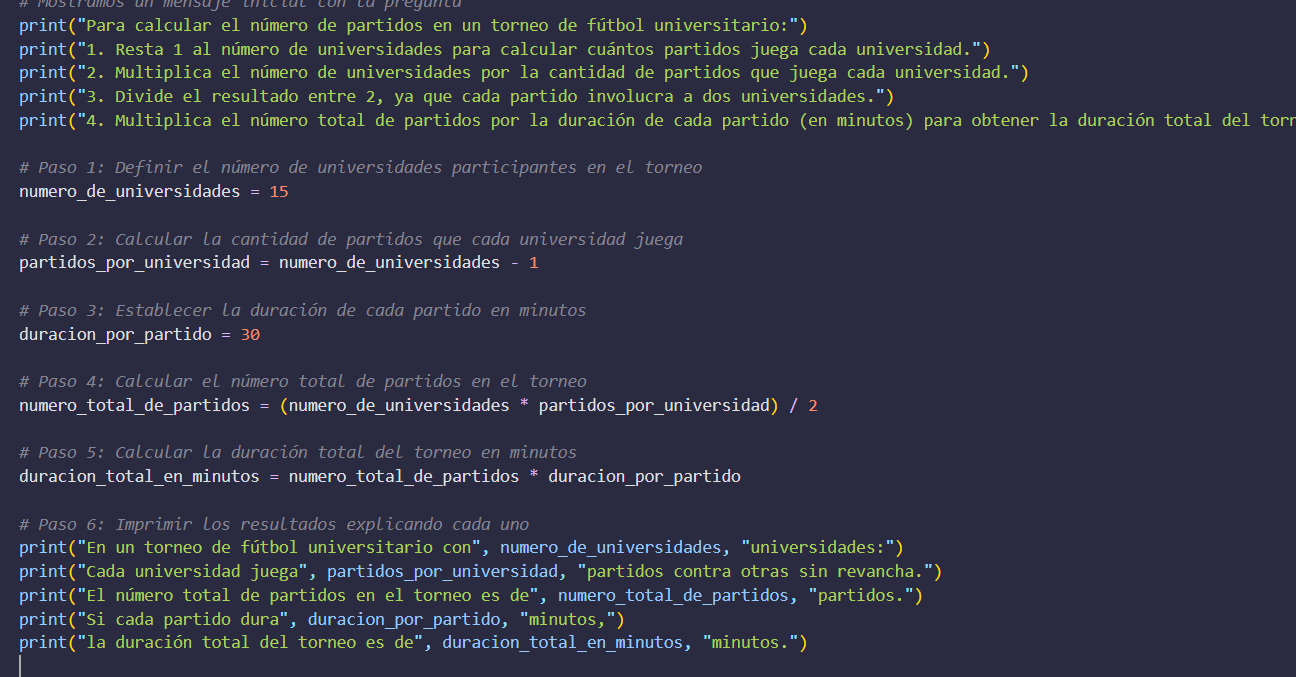 # Mostramos un mensaje inicial con la pregunta
print("Para calcular el número de partidos en un torneo de fútbol universitario:")
print("1. Resta 1 al número de universidades para calcular cuántos partidos juega cada universidad.")
print("2. Multiplica el número de universidades por la cantidad de partidos que juega cada universidad.")
print("3. Divide el resultado entre 2, ya que cada partido involucra a dos universidades.")
print("4. Multiplica el número total de partidos por la duración de cada partido (en minutos) para obtener la duración total del torn
# Paso 1: Definir el número de universidades participantes en el torneo
numero_de_universidades = 15
# Paso 2: Calcular la cantidad de partidos que cada universidad juega
partidos_por_universidad = numero_de_universidades - 1
# Paso 3: Establecer la duración de cada partido en minutos
duracion_por_partido = 30
# Paso 4: Calcular el número total de partidos en el torneo
numero_total_de_partidos = (numero_de_universidades * partidos_por_universidad) / 2
# Paso 5: Calcular la duración total del torneo en minutos
duracion_total_en_minutos = numero_total_de_partidos * duracion_por_partido
# Paso 6: Imprimir los resultados explicando cada uno
print("En un torneo de fútbol universitario con", numero_de_universidades, "universidades:")
print("Cada universidad juega", partidos_por_universidad, "partidos contra otras sin revancha.")
print("El número total de partidos en el torneo es de", numero_total_de_partidos, "partidos.")
print("Si cada partido dura", duracion_por_partido, "minutos,")
print("la duración total del torneo es de", duracion_total_en_minutos, "minutos.")